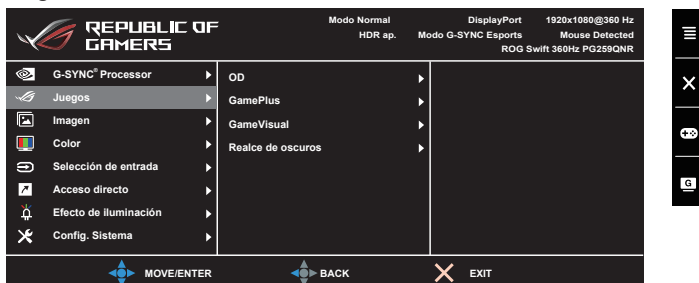 REPUBLIC OF
GAMERS
Modo Normal
HDR ap.
DisplayPort
Modo G-SYNC Esports
1920x1080@360 Hz
Mouse Detected
ROG Swift 360Hz PG259QNR
G-SYNC® Processor
Juegos
Imagen
Color
Selección de entrada
Acceso directo
Efecto de iluminación
Config. Sistema
OD
GamePlus
GameVisual
Realce de oscuros
MOVE/ENTER
BACK
EXIT
G